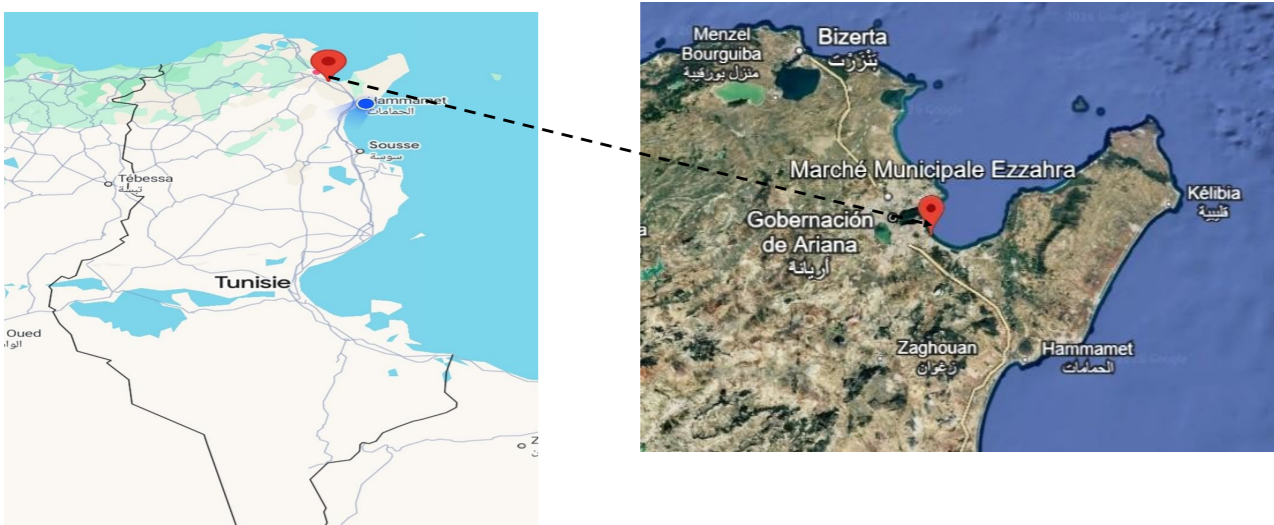 Hammamet
الحمامات
Sousse
سوسة
Tébessa
تبسة
Tunisie
Oued
الوا
Menzel
Bourguiba
منزل بورقيبة
Bizerta
بَنْزَرْت
Marché Municipale Ezzahra
Kélibia
قليبية
Gobernación
de Ariana
أريانة
Zaghouan
زغوان
Hammamet
الحمامات